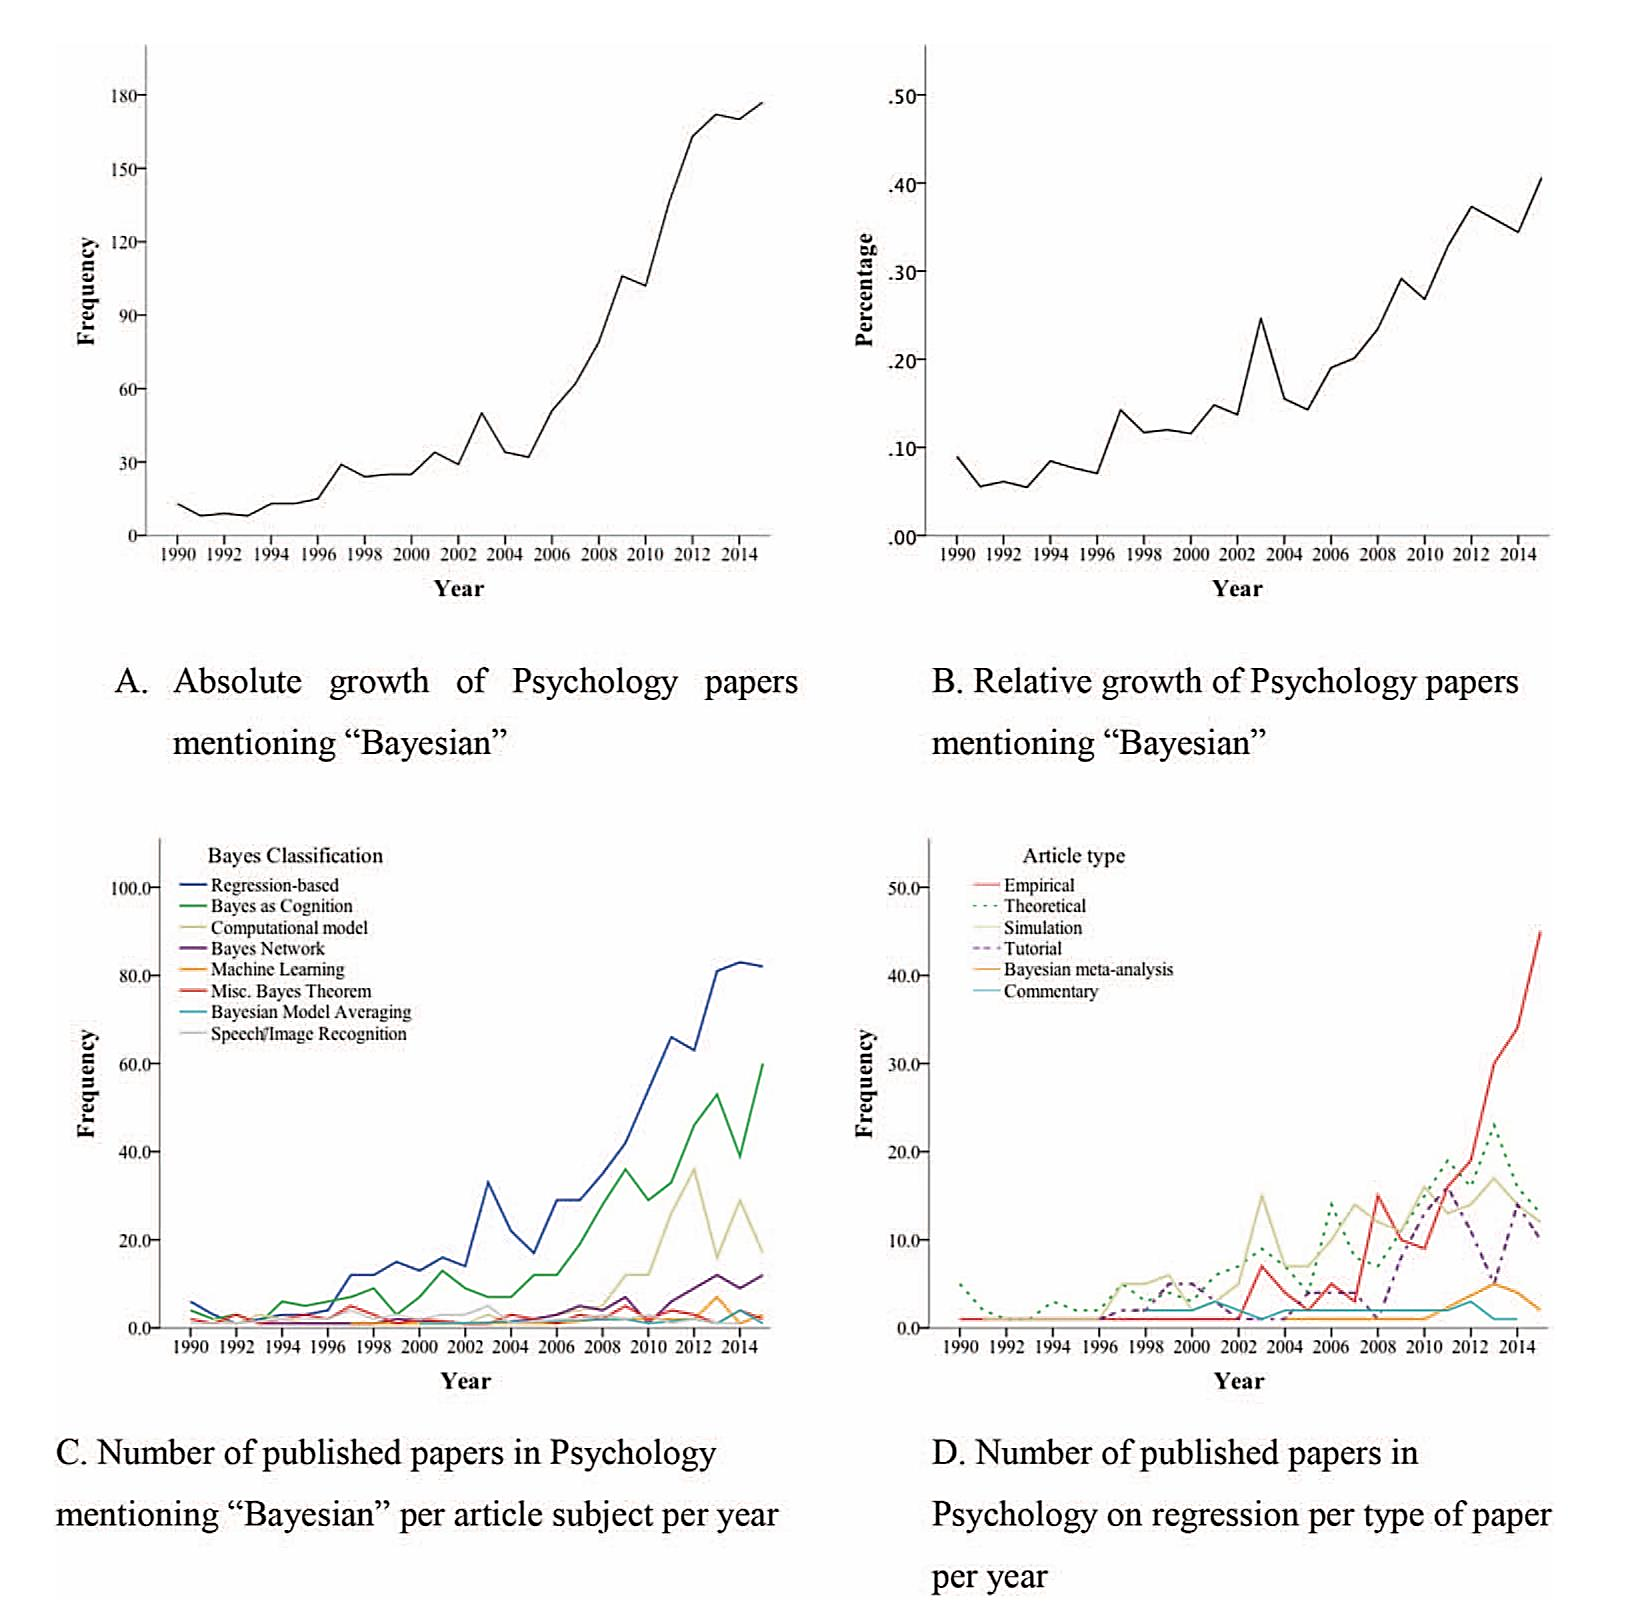 180
150
120
90
60
30
0
Frequency
1990 1992 1994 1996 1998 2000 2002 2004 2006 2008 2010 2012 2014
Year
.50
.40
.30
.20
.10
.00
Percentage
1990 1992 1994 1996 1998 2000 2002 2004 2006 2008 2010 2012 2014
Year
A. Absolute growth of Psychology papers
mentioning “Bayesian”
B. Relative growth of Psychology papers
mentioning “Bayesian”
Bayes Classification
Regression-based
Bayes as Cognition
Computational model
Bayes Network
Machine Learning
Misc. Bayes Theorem
Bayesian Model Averaging
Speech/Image Recognition
100.0
80.0
60.0
40.0
20.0
0.0
Frequency
1990 1992 1994 1996 1998 2000 2002 2004 2006 2008 2010 2012 2014
Year
Article type
Empirical
Theoretical
Simulation
Tutorial
Bayesian meta-analysis
Commentary
50.0
40.0
30.0
20.0
10.0
0.0
Frequency
1990 1992 1994 1996 1998 2000 2002 2004 2006 2008 2010 2012 2014
Year
C. Number of published papers in Psychology
mentioning “Bayesian” per article subject per year
D. Number of published papers in
Psychology on regression per type of paper
per year